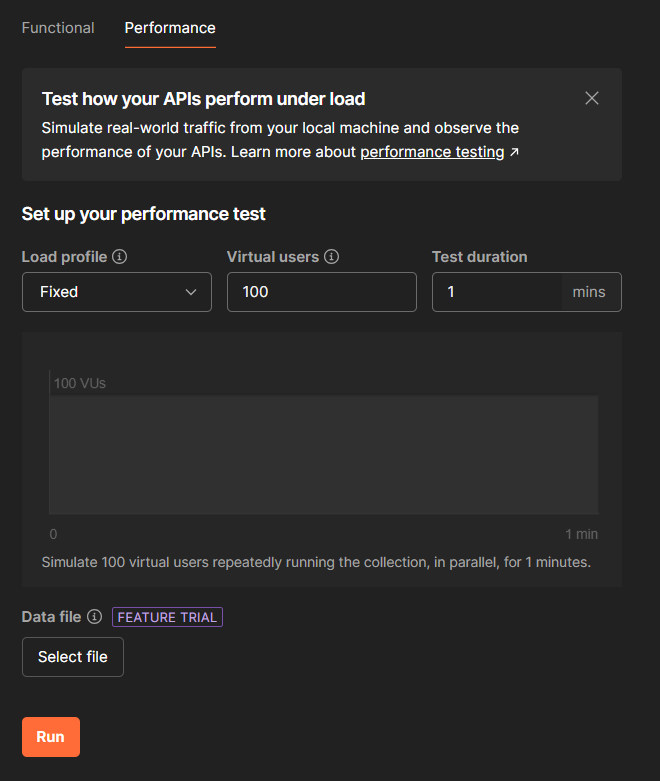 Functional Performance
Test how your APIs perform under load
Simulate real-world traffic from your local machine and observe the
performance of your APIs. Learn more about performance testing ↗
Set up your performance test
Load profile Virtual users Test duration
Fixed 100 1 mins
100 VUs
0 1 min
Simulate 100 virtual users repeatedly running the collection, in parallel, for 1 minutes.
Data file FEATURE TRIAL
Select file
Run